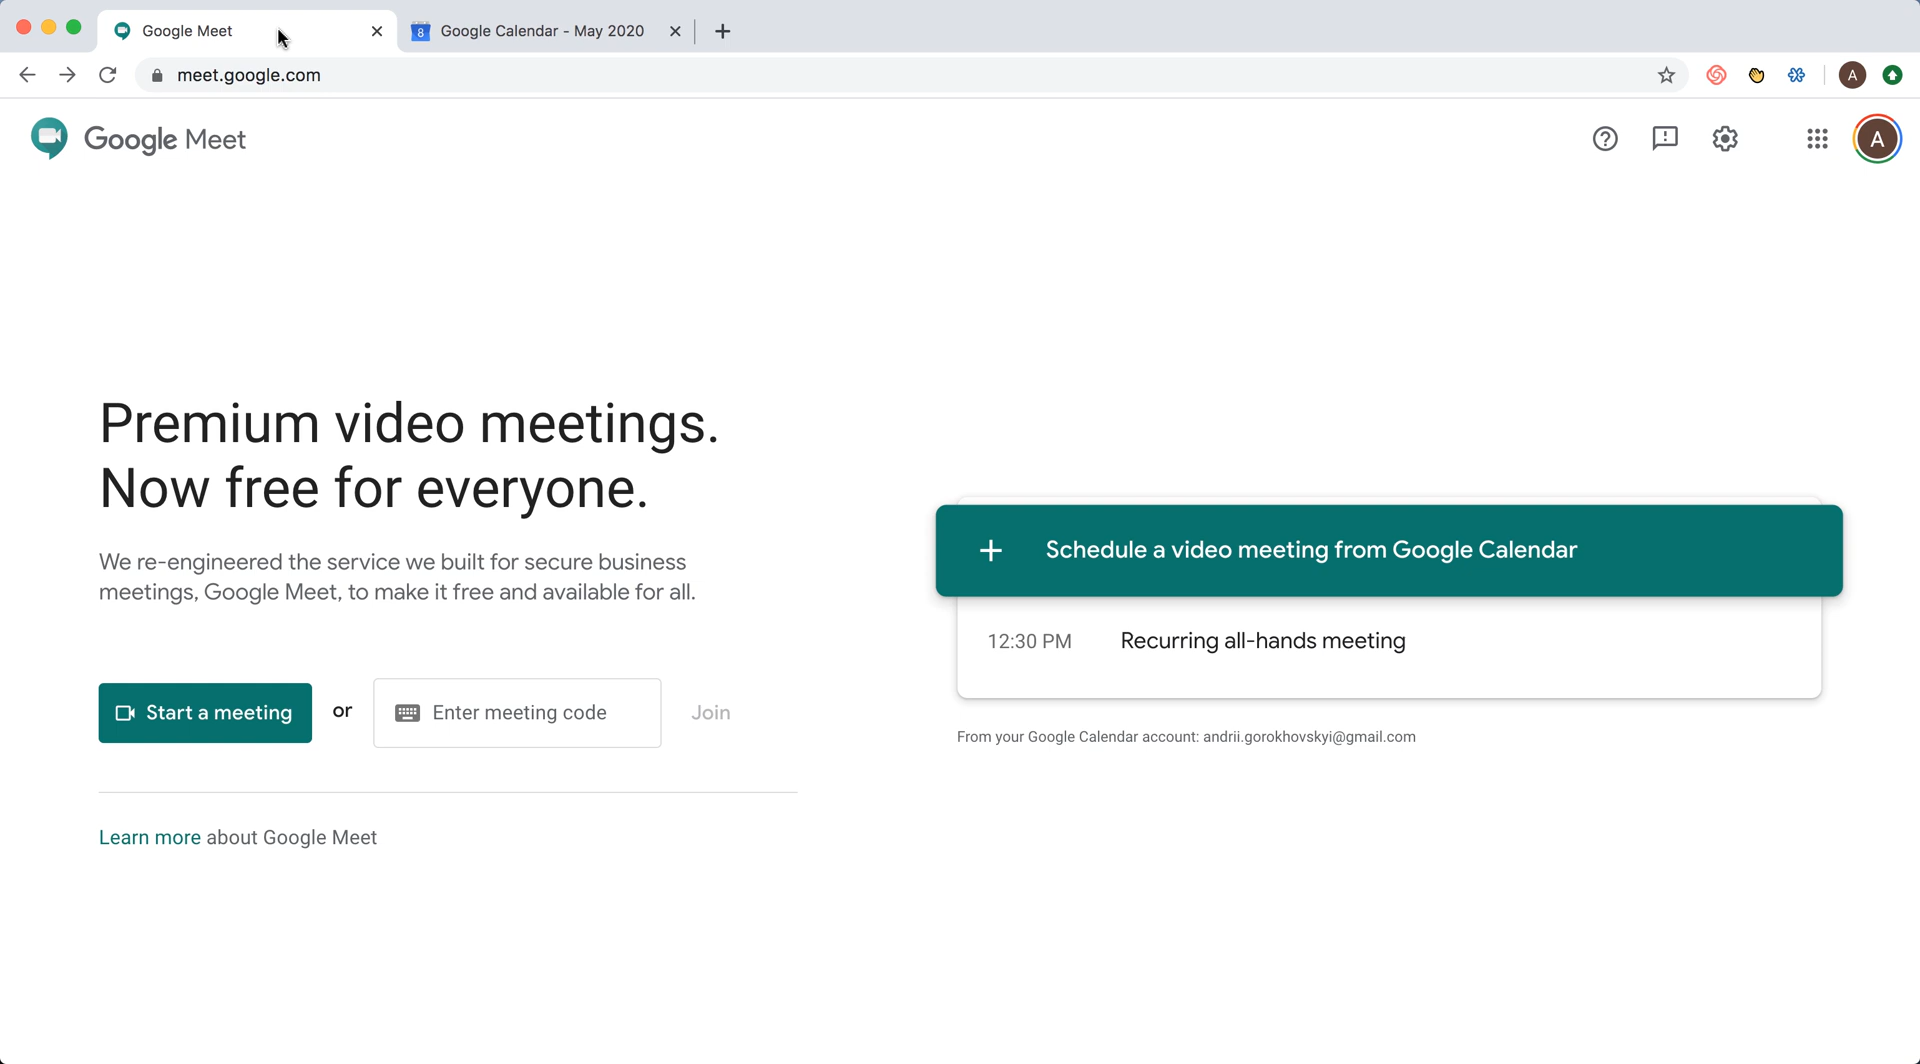 Google Meet
Google Calendar - May 2020
8
meet.google.com
A
Google Meet
A
Premium video meetings.
Now free for everyone.
We re-engineered the service we built for secure business
meetings, Google Meet, to make it free and available for all.
Start a meeting
or
Enter meeting code
Join
Learn more about Google Meet
Schedule a video meeting from Google Calendar
12:30 PM
Recurring all-hands meeting
From your Google Calendar account: andrii.gorokhovskyi@gmail.com